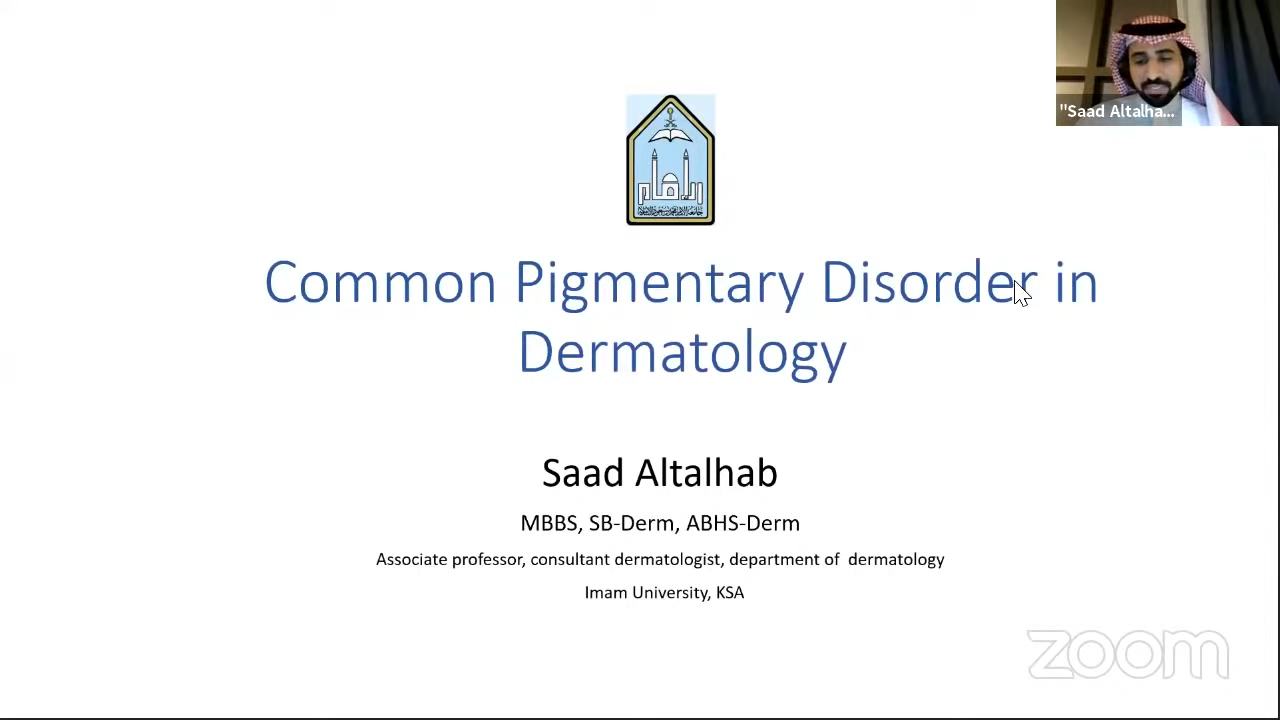 "Saad Altalha...
Common Pigmentary Disorder in
Dermatology
Saad Altalhab
MBBS, SB-Derm, ABHS-Derm
Associate professor, consultant dermatologist, department of dermatology
Imam University, KSA
zoom